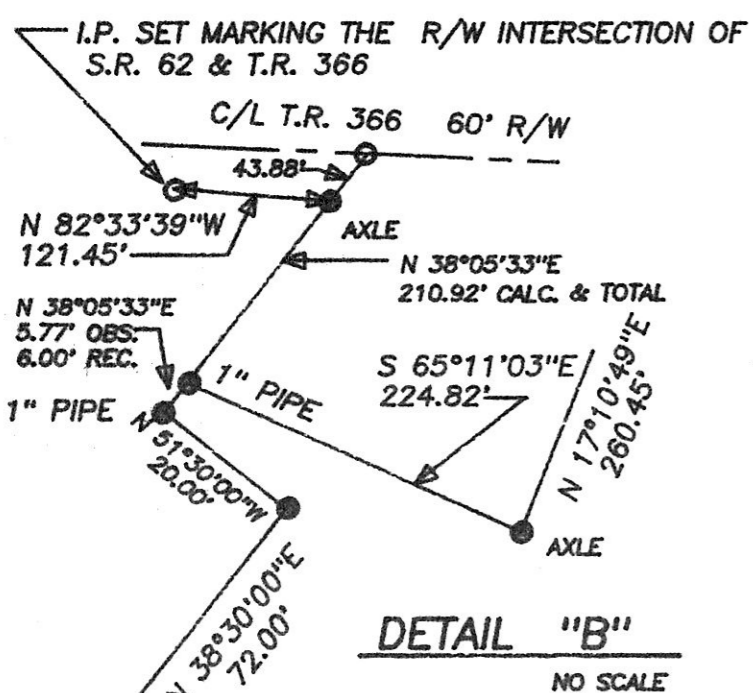 I.P. SET MARKING THE R/W INTERSECTION OF
S.R. 62 & T.R. 366
C/L T.R. 366 60' R/W
43.88'
N 82°33'39"W
121.45'
AXLE
N 38°05'33"E
210.92' CALC. & TOTAL
N 38°05'33"E
5.77' OBS.
6.00' REC.
1" PIPE
S 65°11'03"E
224.82'
N 17°10'49"E
260.45'
1" PIPE
N 51°30'00"W
20.00'
AXLE
N 38°30'00"E
72.00'
DETAIL "B"
NO SCALE